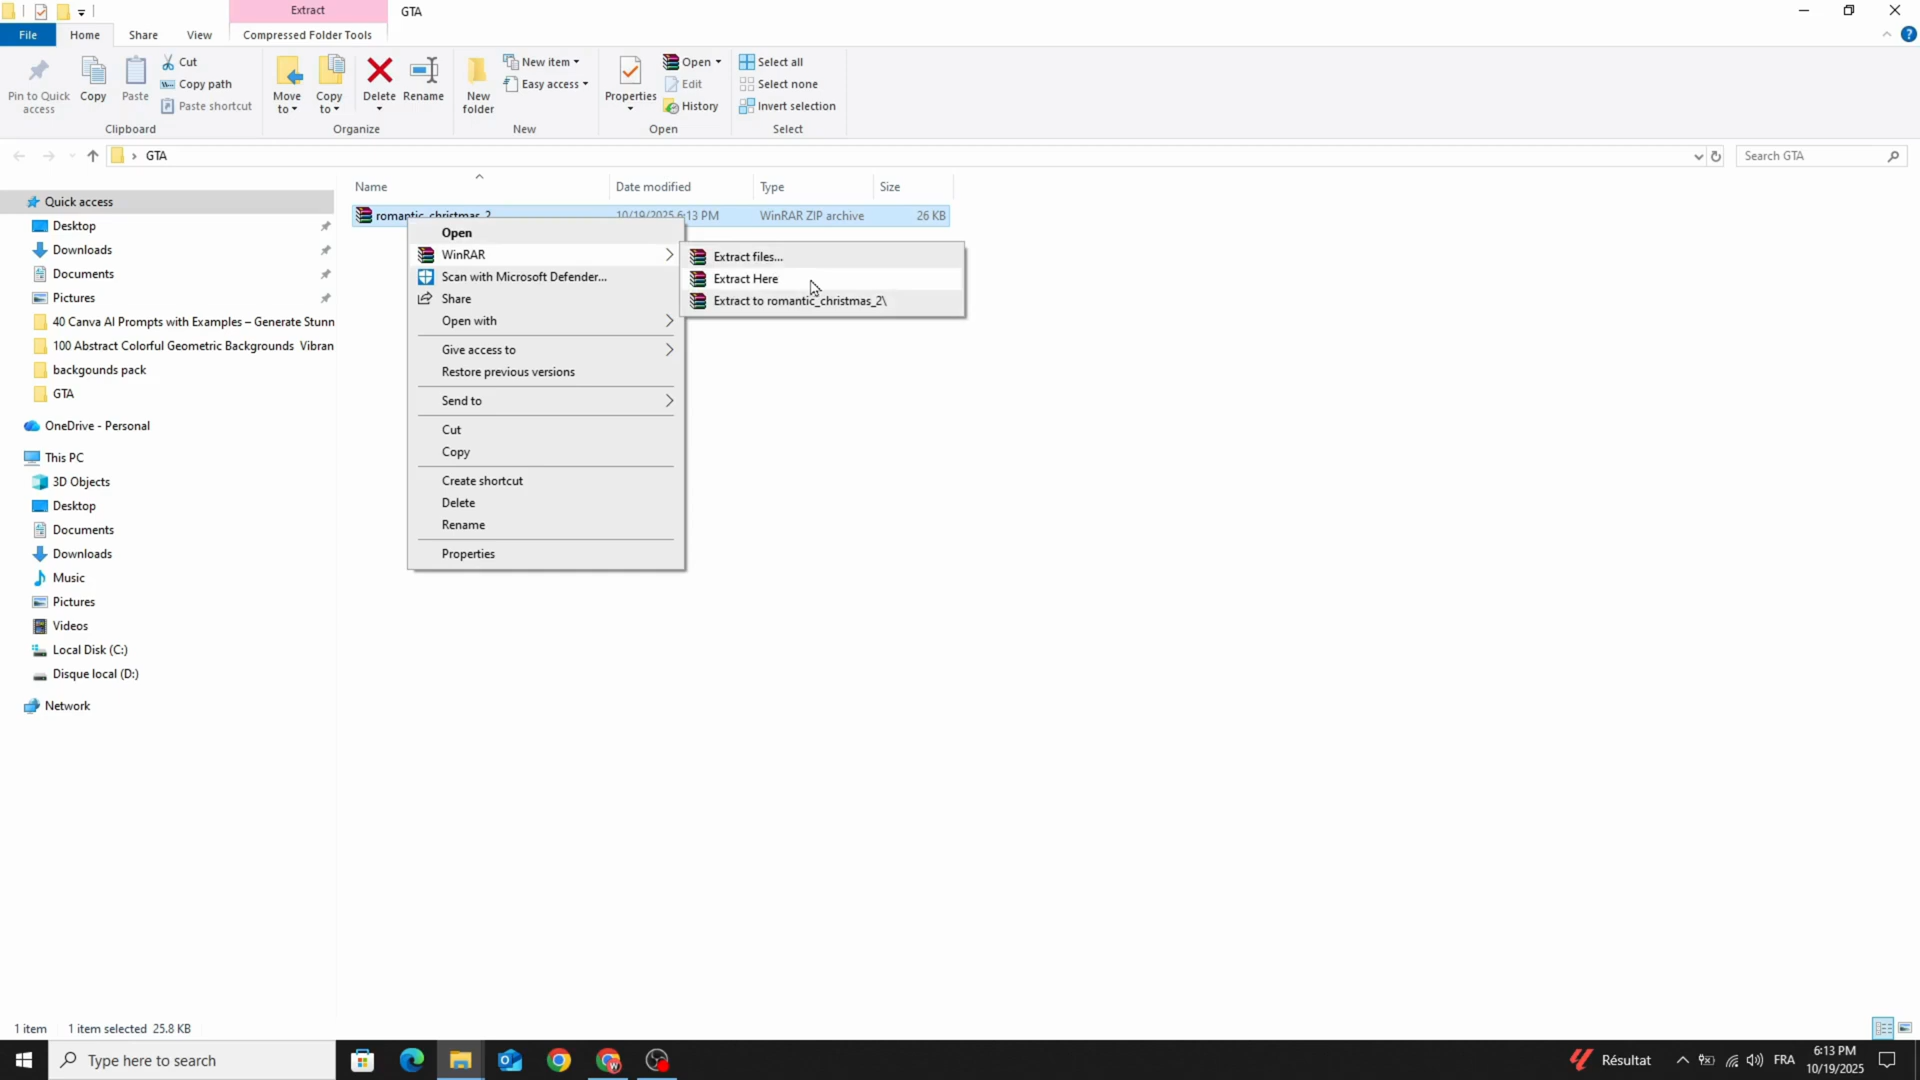 Extract
GTA
File
Home
Share
View
Compressed Folder Tools
Pin to Quick access
Copy
Paste
Cut
Copy path
Paste shortcut
Clipboard
Move to
Copy to
Delete
Rename
Organize
New folder
New item
Easy access
New
Properties
Open
Edit
History
Open
Select all
Select none
Invert selection
Select
GTA
Search GTA
Name
Date modified
Type
Size
romantic_christmas_2
10/19/2025 6:13 PM
WinRAR ZIP archive
26 KB
Quick access
Desktop
Downloads
Documents
Pictures
40 Canva AI Prompts with Examples – Generate Stunn
100 Abstract Colorful Geometric Backgrounds Vibran
backgounds pack
GTA
OneDrive - Personal
This PC
3D Objects
Desktop
Documents
Downloads
Music
Pictures
Videos
Local Disk (C:)
Disque local (D:)
Network
Open
WinRAR
Scan with Microsoft Defender...
Share
Open with
Give access to
Restore previous versions
Send to
Cut
Copy
Create shortcut
Delete
Rename
Properties
Extract files...
Extract Here
Extract to romantic_christmas_2\
1 item
1 item selected 25.8 KB
Type here to search
Résultat
FRA
6:13 PM
10/19/2025